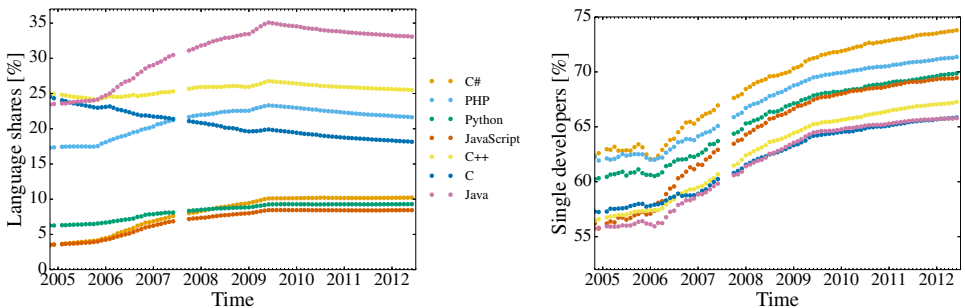 Language shares [%]
35
30
25
20
15
10
5
0
2005 2006 2007 2008 2009 2010 2011 2012
Time
C#
PHP
Python
JavaScript
C++
C
Java
Single developers [%]
75
70
65
60
55
2005 2006 2007 2008 2009 2010 2011 2012
Time